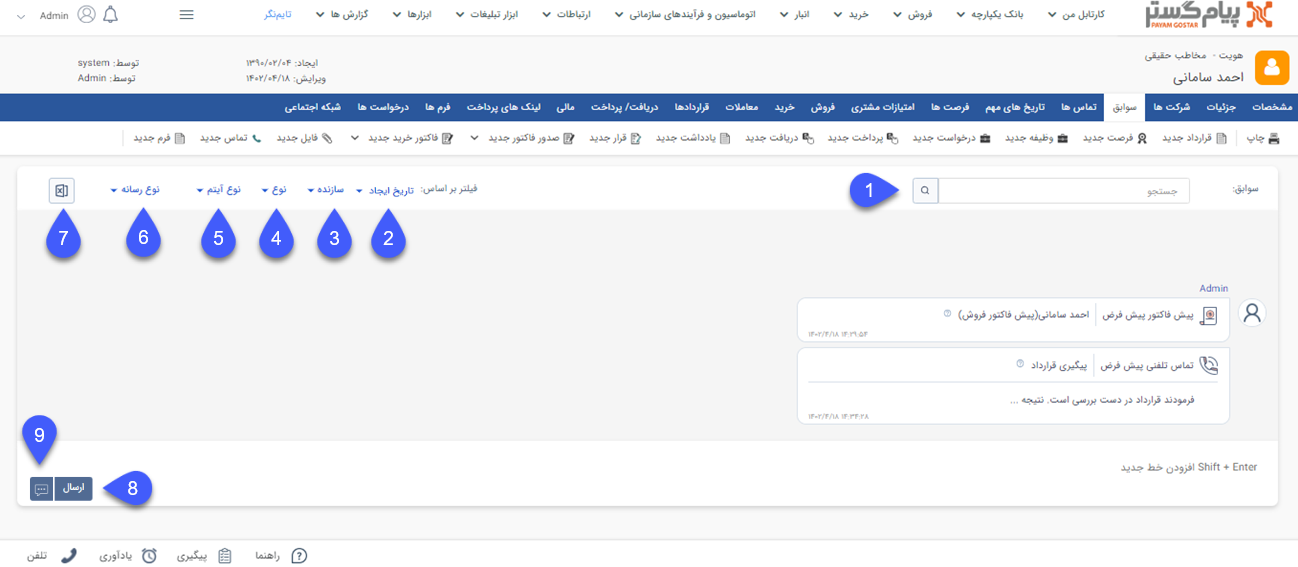 پیام‌گستر
PAYAM GOSTAR
کارتابل من
بانک یکپارچه
فروش
خرید
انبار
اتوماسیون و فرآیندهای سازمانی
ارتباطات
ابزار تبلیغات
ابزارها
گزارش ها
تایم‌نگر
Admin
هویت - مخاطب حقیقی
احمد سامانی
ایجاد: ۱۳۹۰/۰۲/۰۴
توسط: system
ویرایش: ۱۴۰۲/۰۴/۱۸
توسط: Admin
مشخصات
جزئیات
شرکت ها
سوابق
تماس ها
تاریخ های مهم
فرصت ها
امتیازات مشتری
فروش
خرید
معاملات
قراردادها
دریافت/ پرداخت
مالی
لینک های پرداخت
فرم ها
درخواست ها
شبکه اجتماعی
چاپ
قرارداد جدید
فرصت جدید
وظیفه جدید
درخواست جدید
پرداخت جدید
دریافت جدید
یادداشت جدید
قرار جدید
صدور فاکتور جدید
فاکتور خرید جدید
فایل جدید
تماس جدید
فرم جدید
سوابق:
جستجو
1
فیلتر بر اساس:
تاریخ ایجاد
سازنده
نوع
نوع آیتم
نوع رسانه
2
3
4
5
6
7
Admin
پیش فاکتور پیش فرض
احمد سامانی(پیش فاکتور فروش)
۱۴۰۲/۴/۱۸ ۱۴:۲۹:۵۴
تماس تلفنی پیش فرض
پیگیری قرارداد
فرمودند قرارداد در دست بررسی است. نتیجه ...
۱۴۰۲/۴/۱۸ ۱۴:۳۴:۲۸
9
Shift + Enter افزودن خط جدید
8
ارسال
راهنما
پیگیری
یادآوری
تلفن